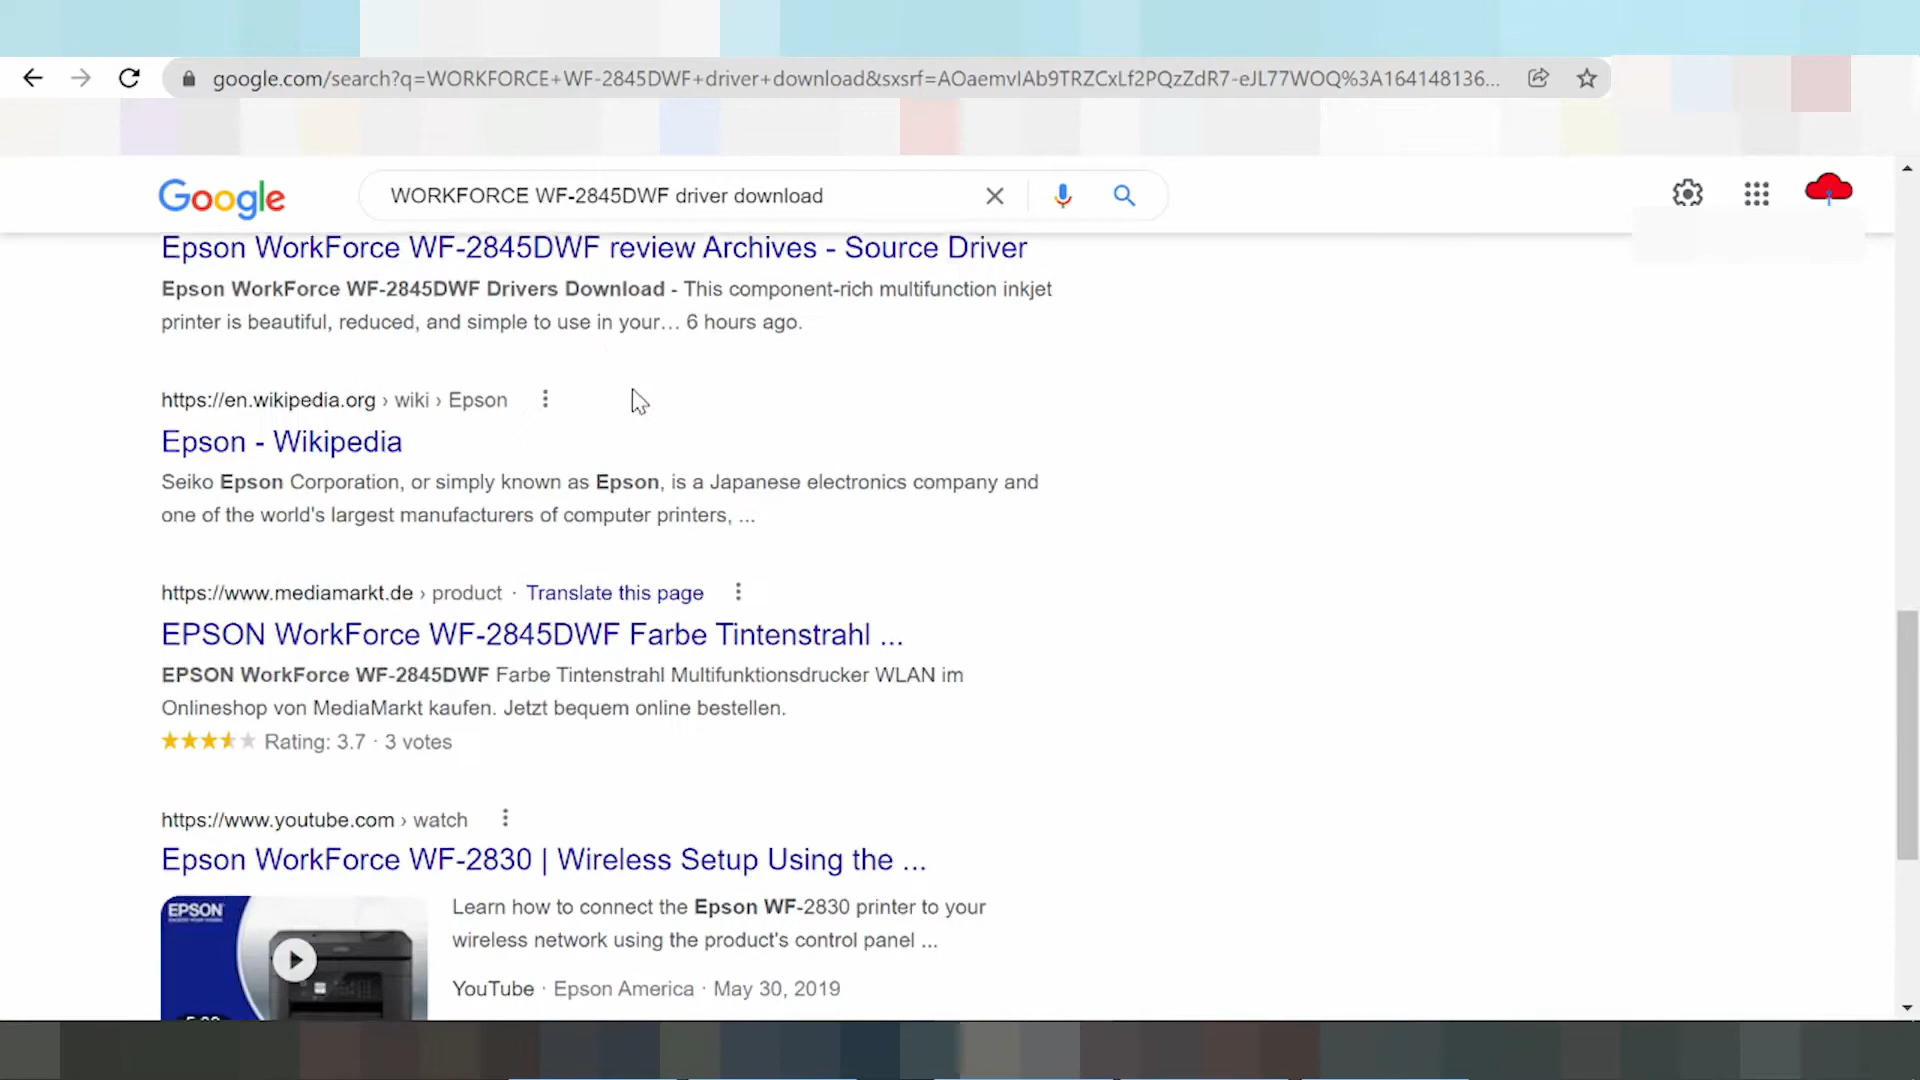 google.com/search?q=WORKFORCE+WF-2845DWF+driver+download&sxsrf=AOaemvIAb9TRZCxLf2PQzZdR7-eJL77WOQ%3A164148136...
Google
WORKFORCE WF-2845DWF driver download
Epson WorkForce WF-2845DWF review Archives - Source Driver
Epson WorkForce WF-2845DWF Drivers Download - This component-rich multifunction inkjet
printer is beautiful, reduced, and simple to use in your… 6 hours ago.
https://en.wikipedia.org › wiki › Epson
Epson - Wikipedia
Seiko Epson Corporation, or simply known as Epson, is a Japanese electronics company and
one of the world's largest manufacturers of computer printers, ...
https://www.mediamarkt.de › product · Translate this page
EPSON WorkForce WF-2845DWF Farbe Tintenstrahl ...
EPSON WorkForce WF-2845DWF Farbe Tintenstrahl Multifunktionsdrucker WLAN im
Onlineshop von MediaMarkt kaufen. Jetzt bequem online bestellen.
Rating: 3.7 · 3 votes
https://www.youtube.com › watch
Epson WorkForce WF-2830 | Wireless Setup Using the ...
EPSON
Learn how to connect the Epson WF-2830 printer to your
wireless network using the product's control panel ...
YouTube · Epson America · May 30, 2019